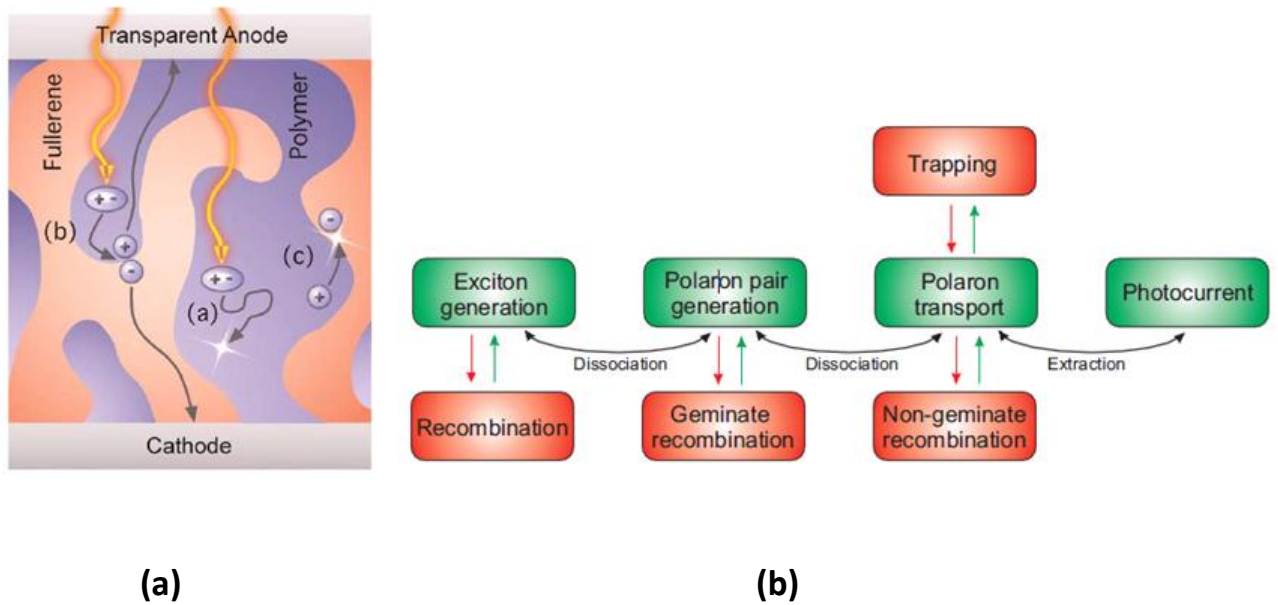 Transparent Anode
Fullerene
Polymer
+ -
(b)
+
-
-
(c)
+
+ -
(a)
Cathode
Trapping
Exciton
generation
Polaron pair
generation
Polaron
transport
Photocurrent
Dissociation
Dissociation
Extraction
Recombination
Geminate
recombination
Non-geminate
recombination
(a)
(b)